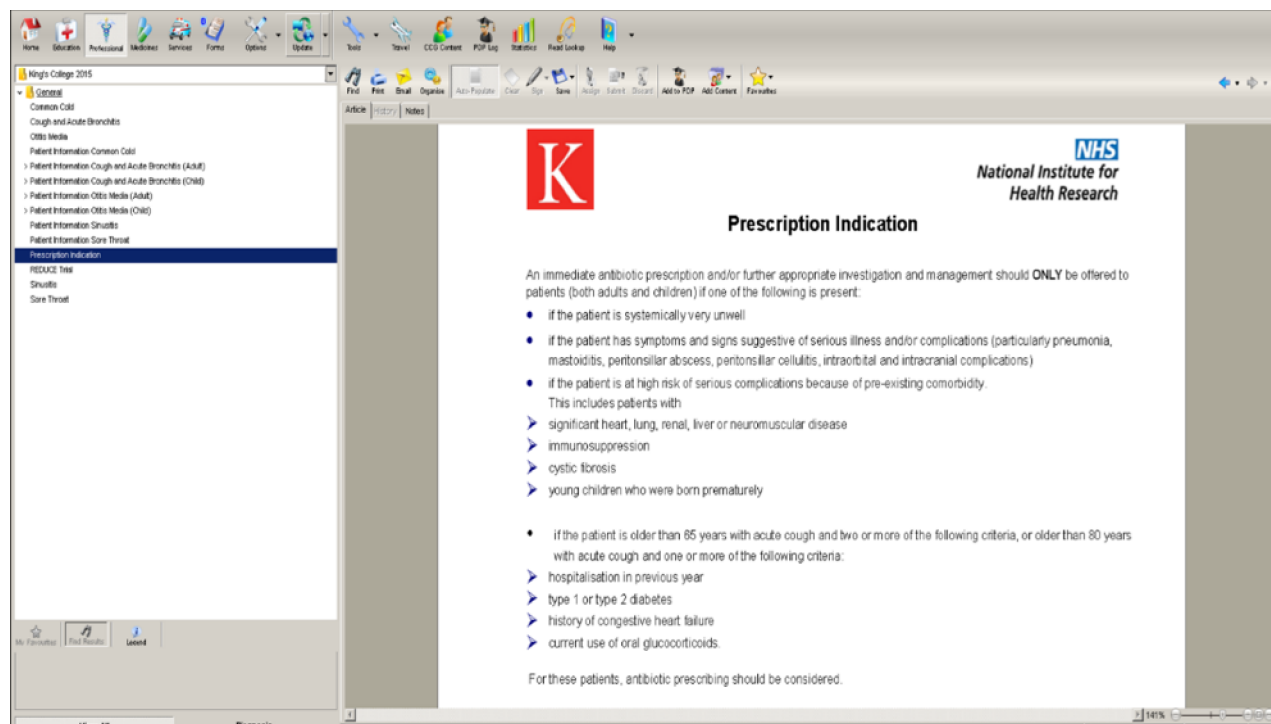 Home Education Professional Medicines Services Forms Options Update Tools Travel CCG Content PDP Log Statistics Read Lookup Help
King's College 2015
Find Print Email Organise Auto Populate Clear Sign Save Assign Submit Discard Add to PDP Add Content Favourites
General
Common Cold
Cough and Acute Bronchitis
Otitis Media
Patient Information Common Cold
Patient Information Cough and Acute Bronchitis (Adult)
Patient Information Cough and Acute Bronchitis (Child)
Patient Information Otitis Media (Adult)
Patient Information Otitis Media (Child)
Patient Information Sinusitis
Patient Information Sore Throat
Prescription Indication
REDUCE Trial
Sinusitis
Sore Throat
My Favourites Find Results Legend
Article History Notes
K
NHS
National Institute for
Health Research
Prescription Indication
An immediate antibiotic prescription and/or further appropriate investigation and management should ONLY be offered to
patients (both adults and children) if one of the following is present:
• if the patient is systemically very unwell
• if the patient has symptoms and signs suggestive of serious illness and/or complications (particularly pneumonia,
mastoiditis, peritonsillar abscess, peritonsillar cellulitis, intraorbital and intracranial complications)
• if the patient is at high risk of serious complications because of pre-existing comorbidity.
This includes patients with
➤ significant heart, lung, renal, liver or neuromuscular disease
➤ immunosuppression
➤ cystic fibrosis
➤ young children who were born prematurely
• if the patient is older than 65 years with acute cough and two or more of the following criteria, or older than 80 years
with acute cough and one or more of the following criteria:
➤ hospitalisation in previous year
➤ type 1 or type 2 diabetes
➤ history of congestive heart failure
➤ current use of oral glucocorticoids.
For these patients, antibiotic prescribing should be considered.
141%